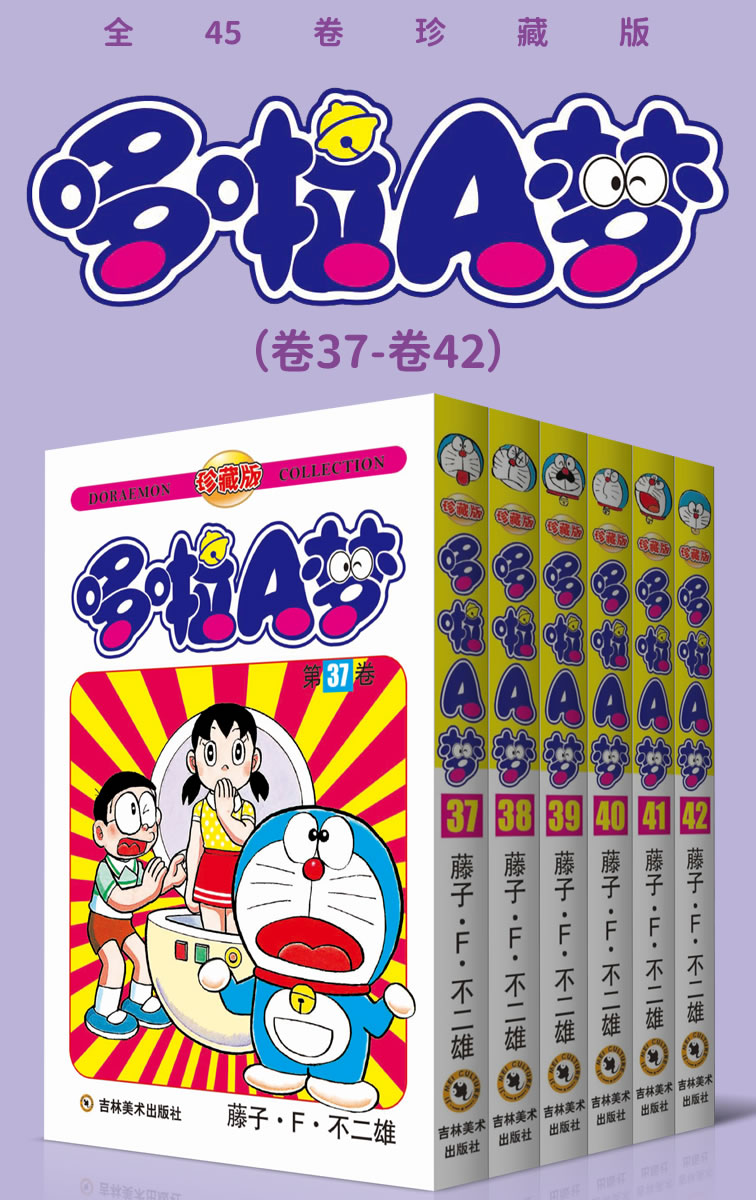 全45卷珍藏版
哆啦A梦
(卷37-卷42)
DORAEMON 珍藏版 COLLECTION
哆啦A梦
第37卷
吉林美术出版社
藤子·F·不二雄
珍藏版
哆啦A梦
37
藤子·F·不二雄
吉林美术
出版社
珍藏版
哆啦A梦
38
藤子·F·不二雄
吉林美术
出版社
珍藏版
哆啦A梦
39
藤子·F·不二雄
吉林美术
出版社
珍藏版
哆啦A梦
40
藤子·F·不二雄
吉林美术
出版社
珍藏版
哆啦A梦
41
藤子·F·不二雄
吉林美术
出版社
珍藏版
哆啦A梦
42
藤子·F·不二雄
吉林美术
出版社